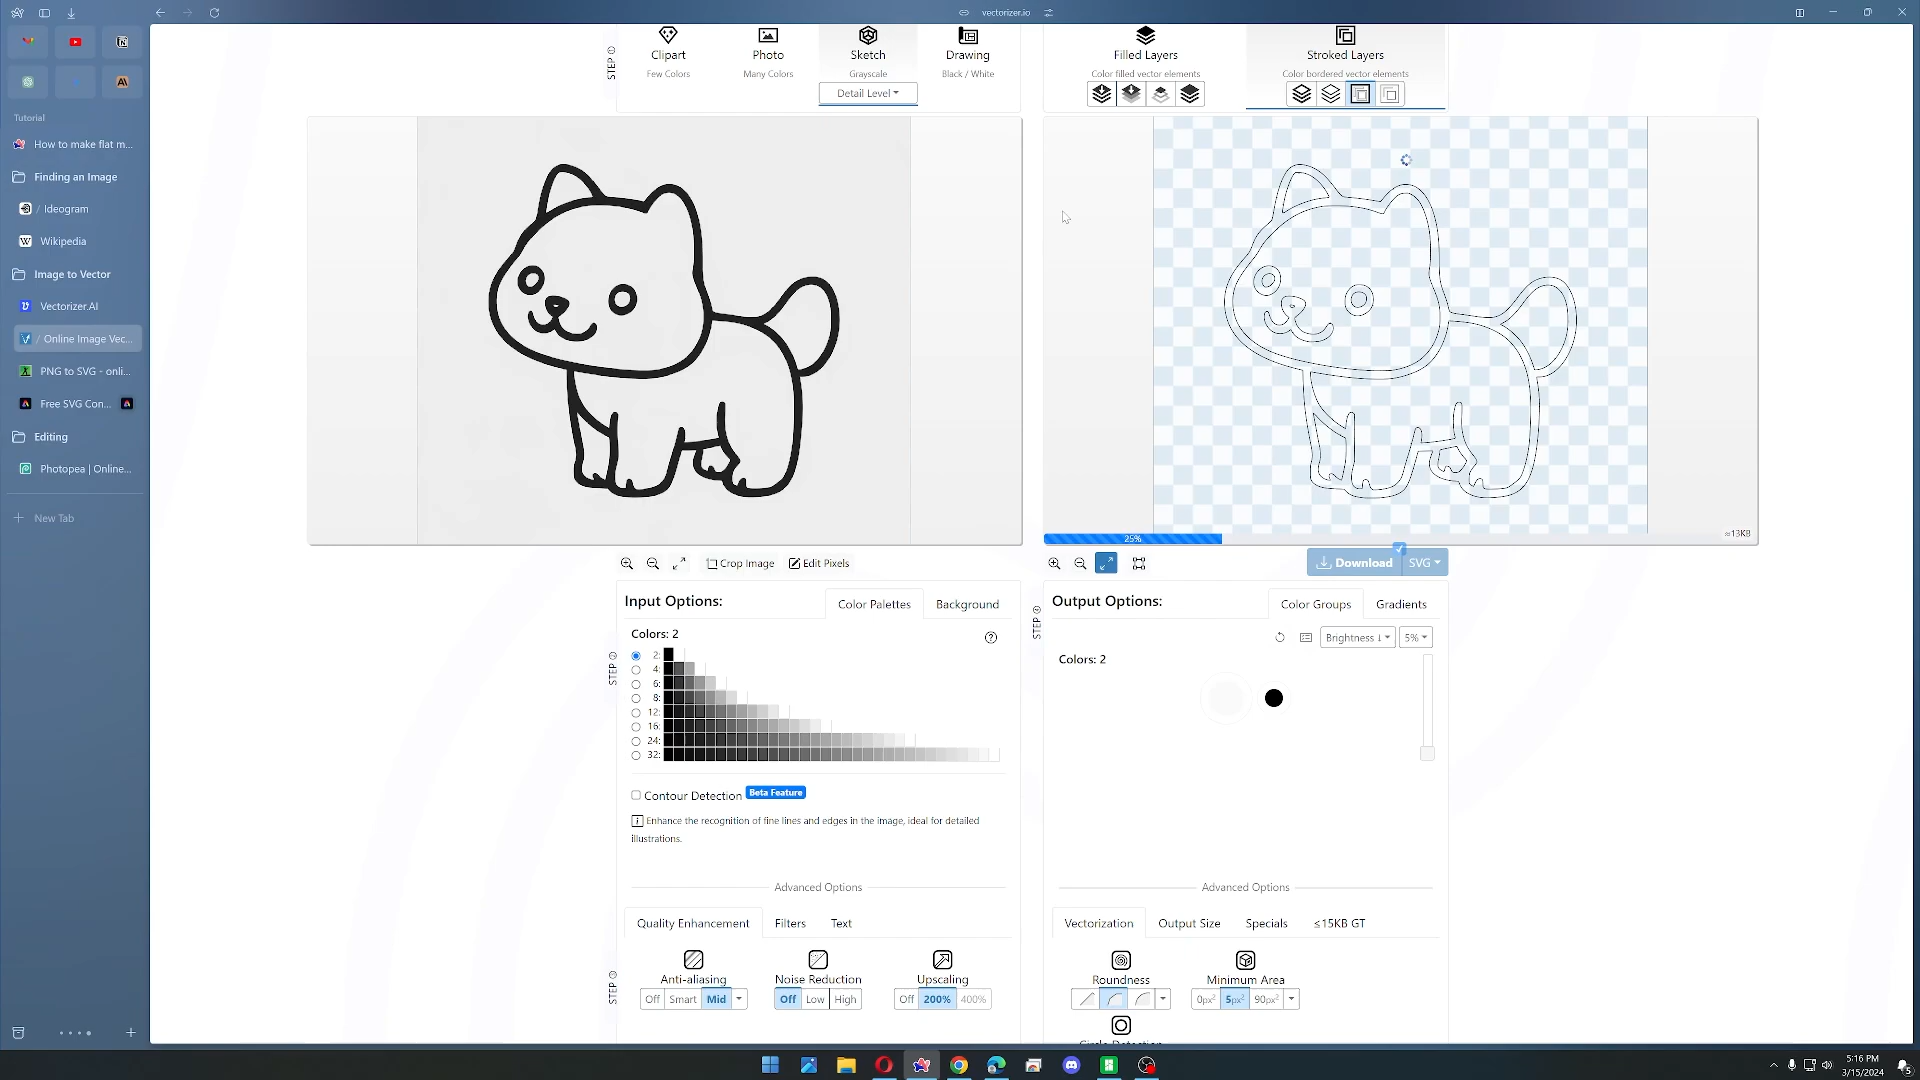 vectorizer.io
Clipart
Few Colors
Photo
Many Colors
Sketch
Grayscale
Detail Level
Drawing
Black / White
STEP 1
Filled Layers
Color filled vector elements
Stroked Layers
Color bordered vector elements
Tutorial
How to make flat m...
Finding an Image
/ Ideogram
Wikipedia
Image to Vector
Vectorizer.AI
/ Online Image Vec...
PNG to SVG - onli...
Free SVG Con...
Editing
Photopea | Online...
New Tab
25%
≈13KB
Crop Image
Edit Pixels
Download
SVG
Input Options:
Color Palettes
Background
Colors: 2
STEP
2:
4:
6:
8:
12:
16:
24:
32:
Contour Detection Beta Feature
Enhance the recognition of fine lines and edges in the image, ideal for detailed
illustrations.
Advanced Options
Quality Enhancement
Filters
Text
STEP
Anti-aliasing
Off Smart Mid
Noise Reduction
Off Low High
Upscaling
Off 200% 400%
Output Options:
Color Groups
Gradients
STEP
Brightness ↓
5%
Colors: 2
Advanced Options
Vectorization
Output Size
Specials
≤15KB GT
Roundness
Minimum Area
0px² 5px² 90px²
Circle Detection
5:16 PM
3/15/2024